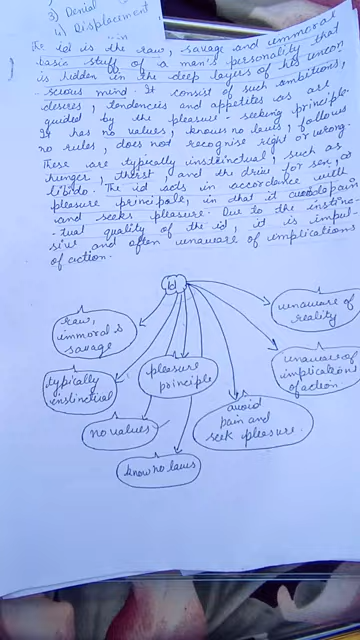 3) Denial
4) Displacement
The id is the raw, savage and immoral
basic stuff of a man's personality that
is hidden in the deep layers of his uncon
-scious mind. It consist of such ambitions,
desires, tendencies and appetites as are
guided by the pleasure - seeking principle.
It has no values, knows no laws, follows
no rules, does not recognise right or wrong.
These are typically instinctual, such as
hunger, thirst, and the drive for sex, or
libido. The id acts in accordance with
pleasure principle, in that it avoids pain
and seeks pleasure. Due to the instinc-
-tual quality of the id, it is impul-
sive and often unaware of implications
of action.
Id
unaware of
reality
raw,
immoral &
savage
unaware of
implications
of action.
pleasure
principle
typically
instinctual
avoid
pain and
seek pleasure.
no values
know no laws